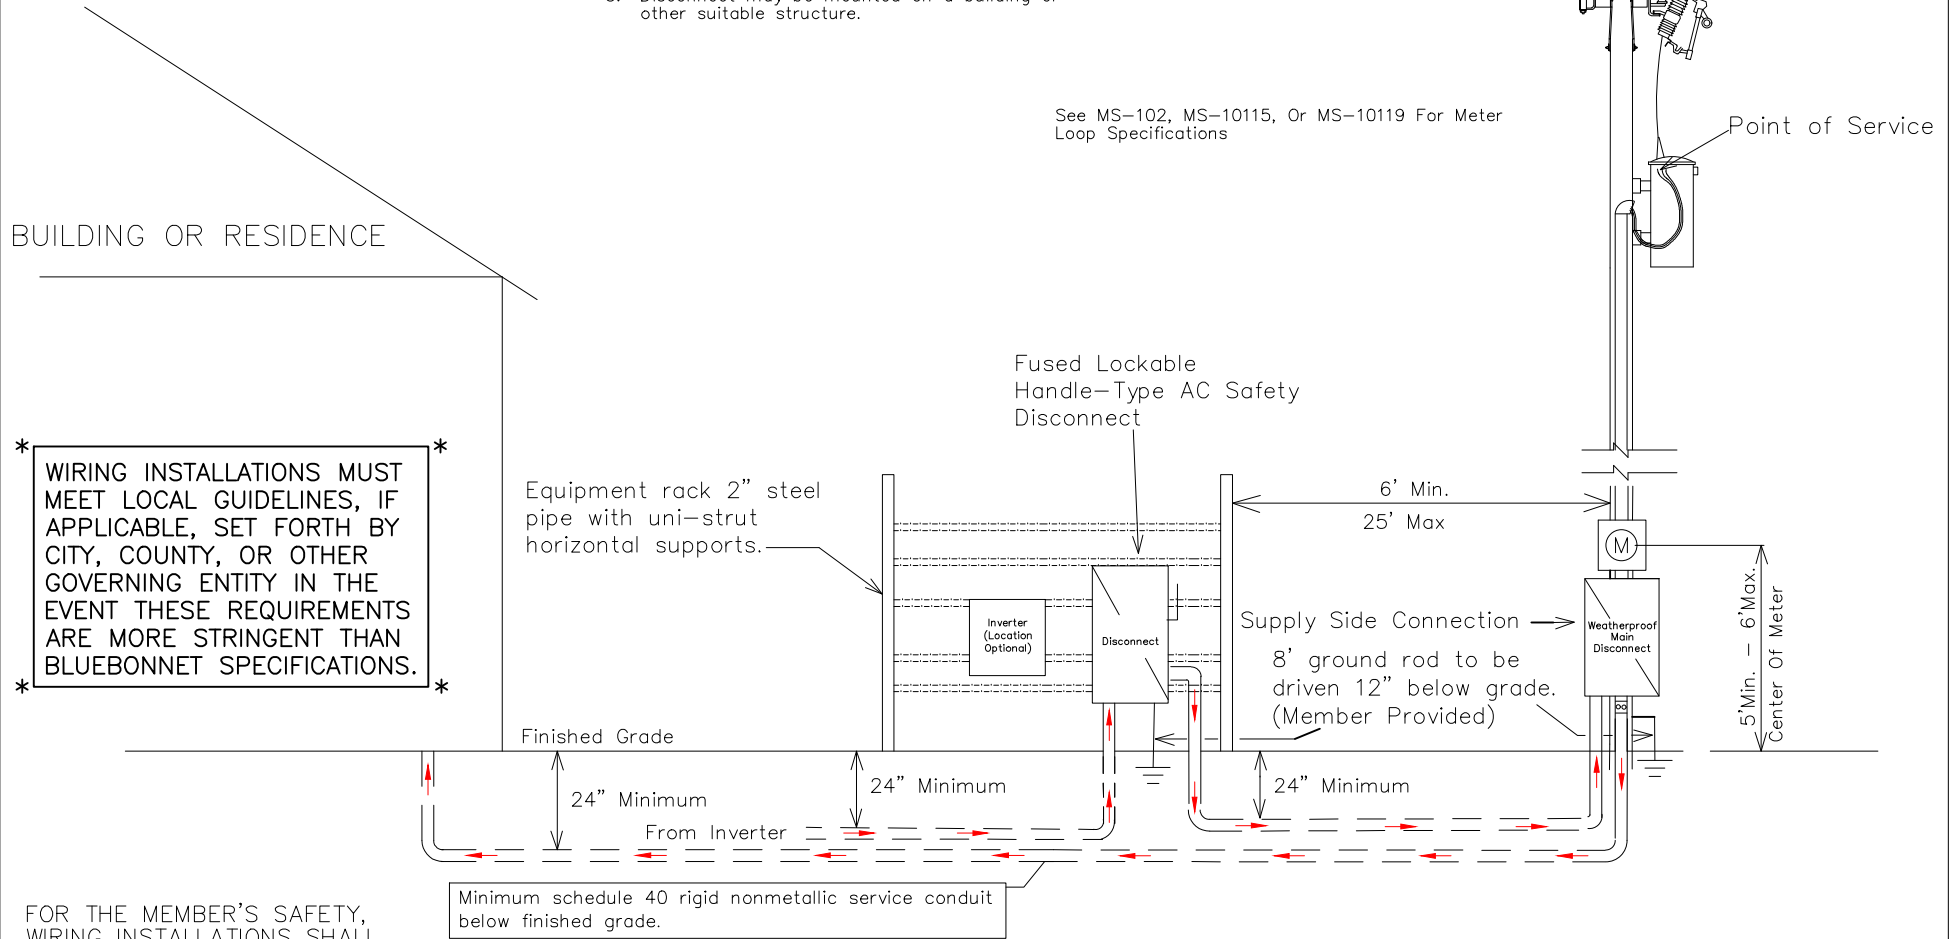 other suitable structure.
See MS-102, MS-10115, Or MS-10119 For Meter
Loop Specifications
Point of Service
BUILDING OR RESIDENCE
Fused Lockable
Handle-Type AC Safety
Disconnect
* *
WIRING INSTALLATIONS MUST
MEET LOCAL GUIDELINES, IF
APPLICABLE, SET FORTH BY
CITY, COUNTY, OR OTHER
GOVERNING ENTITY IN THE
EVENT THESE REQUIREMENTS
ARE MORE STRINGENT THAN
BLUEBONNET SPECIFICATIONS.
* *
Equipment rack 2" steel
pipe with uni-strut
horizontal supports.
6' Min.
25' Max
M
Inverter
(Location
Optional)
Disconnect
Supply Side Connection
Weatherproof
Main
Disconnect
8' ground rod to be
driven 12" below grade.
(Member Provided)
5'Min. - 6'Max.
Center Of Meter
Finished Grade
24" Minimum
24" Minimum
24" Minimum
From Inverter
Minimum schedule 40 rigid nonmetallic service conduit
below finished grade.
FOR THE MEMBER'S SAFETY,
WIRING INSTALLATIONS SHALL